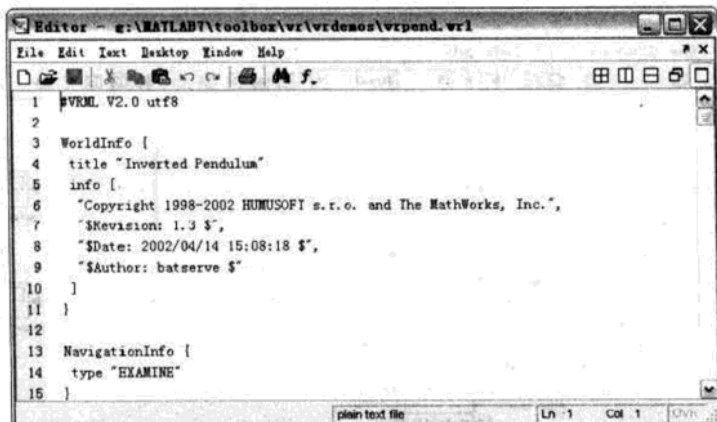 Editor - g:\MATLAB7\toolbox\vr\vrdemos\vrpend.wrl
File Edit Text Desktop Window Help
1 #VRML V2.0 utf8
2
3 WorldInfo {
4 title "Inverted Pendulum"
5 info [
6 "Copyright 1998-2002 HUMUSOFT s.r.o. and The MathWorks, Inc.",
7 "$Revision: 1.3 $",
8 "$Date: 2002/04/14 15:08:18 $",
9 "$Author: batserve $"
10 ]
11 }
12
13 NavigationInfo {
14 type "EXAMINE"
15 }
plain text file Ln 1 Col 1 OVR